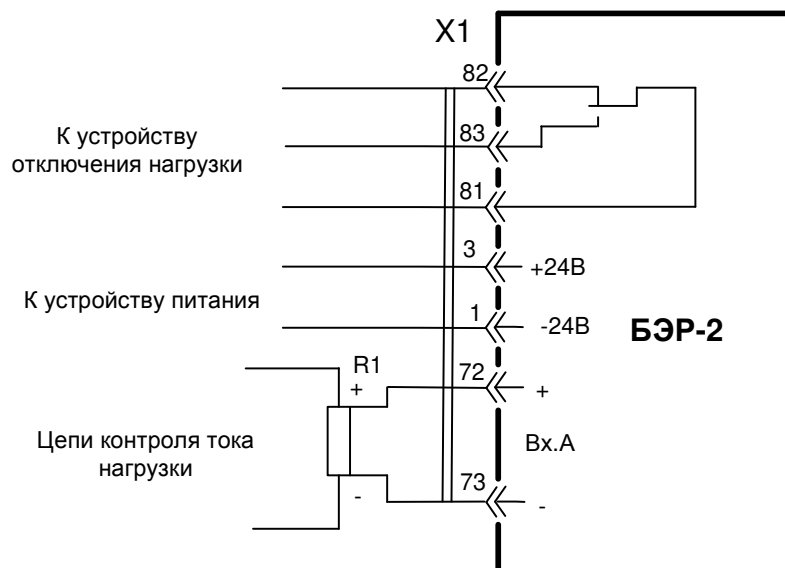 X1
82
К устройству
отключения нагрузки
83
81
3
+24В
К устройству питания
1
-24В
БЭР-2
R1
+
72
+
Цепи контроля тока
нагрузки
Вх.А
-
73
-